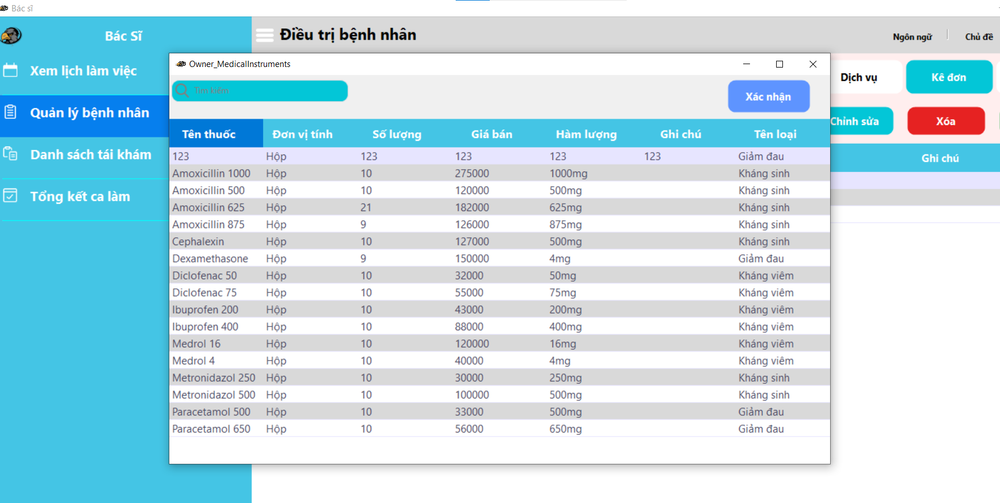 Bác sĩ
Bác Sĩ
Điều trị bệnh nhân
Ngôn ngữ
Chủ đề
Xem lịch làm việc
Quản lý bệnh nhân
Danh sách tái khám
Tổng kết ca làm
Dịch vụ
Kê đơn
Chỉnh sửa
Xóa
Ghi chú
Owner_MedicalInstruments
Tìm kiếm
Xác nhận
Tên thuốc Đơn vị tính Số lượng Giá bán Hàm lượng Ghi chú Tên loại
123 Hộp 123 123 123 123 Giảm đau
Amoxicillin 1000 Hộp 10 275000 1000mg Kháng sinh
Amoxicillin 500 Hộp 10 120000 500mg Kháng sinh
Amoxicillin 625 Hộp 21 182000 625mg Kháng sinh
Amoxicillin 875 Hộp 9 126000 875mg Kháng sinh
Cephalexin Hộp 10 127000 500mg Kháng sinh
Dexamethasone Hộp 9 150000 4mg Giảm đau
Diclofenac 50 Hộp 10 32000 50mg Kháng viêm
Diclofenac 75 Hộp 10 55000 75mg Kháng viêm
Ibuprofen 200 Hộp 10 43000 200mg Kháng viêm
Ibuprofen 400 Hộp 10 88000 400mg Kháng viêm
Medrol 16 Hộp 10 120000 16mg Kháng viêm
Medrol 4 Hộp 10 40000 4mg Kháng viêm
Metronidazol 250 Hộp 10 30000 250mg Kháng sinh
Metronidazol 500 Hộp 10 100000 500mg Kháng sinh
Paracetamol 500 Hộp 10 33000 500mg Giảm đau
Paracetamol 650 Hộp 10 56000 650mg Giảm đau